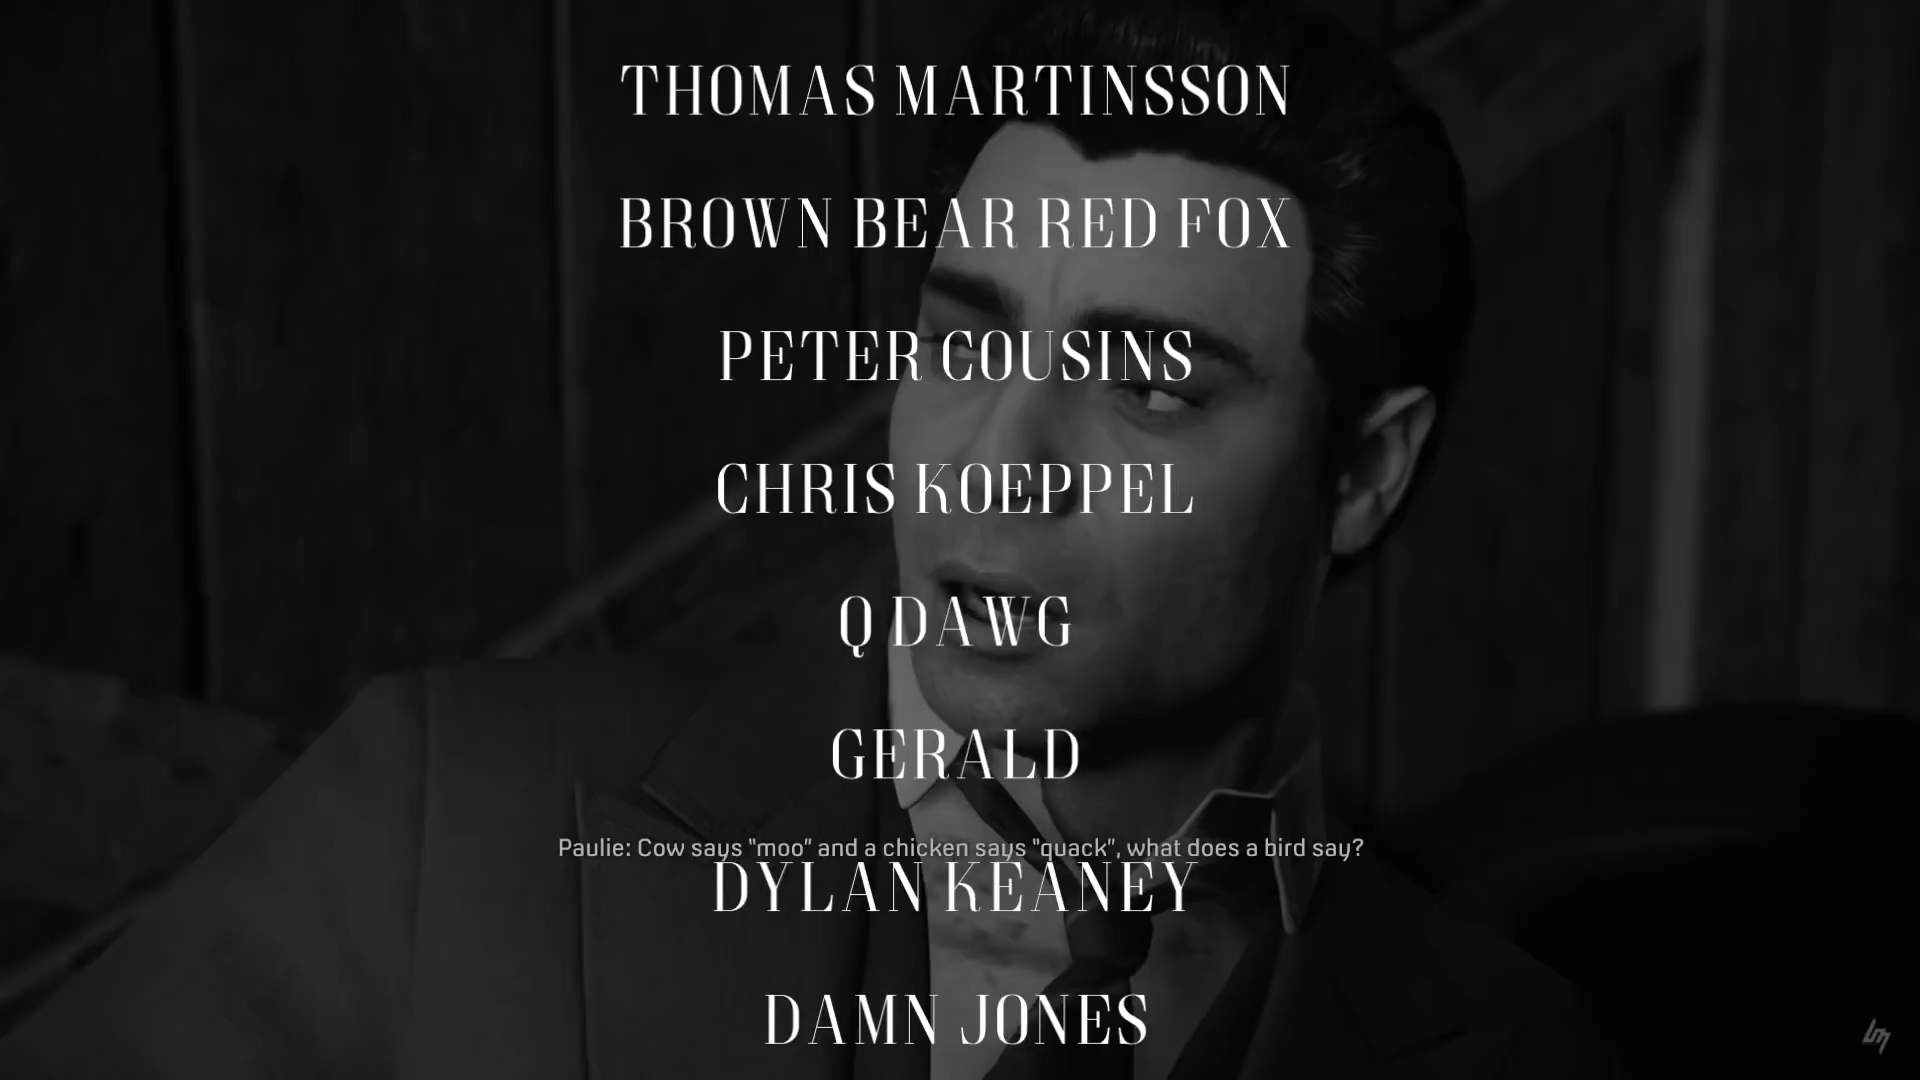 THOMAS MARTINSSON
BROWN BEAR RED FOX
PETER COUSINS
CHRIS KOEPPEL
Q DAWG
GERALD
Paulie: Cow says “moo” and a chicken says “quack”, what does a bird say?
DYLAN KEANEY
DAMN JONES